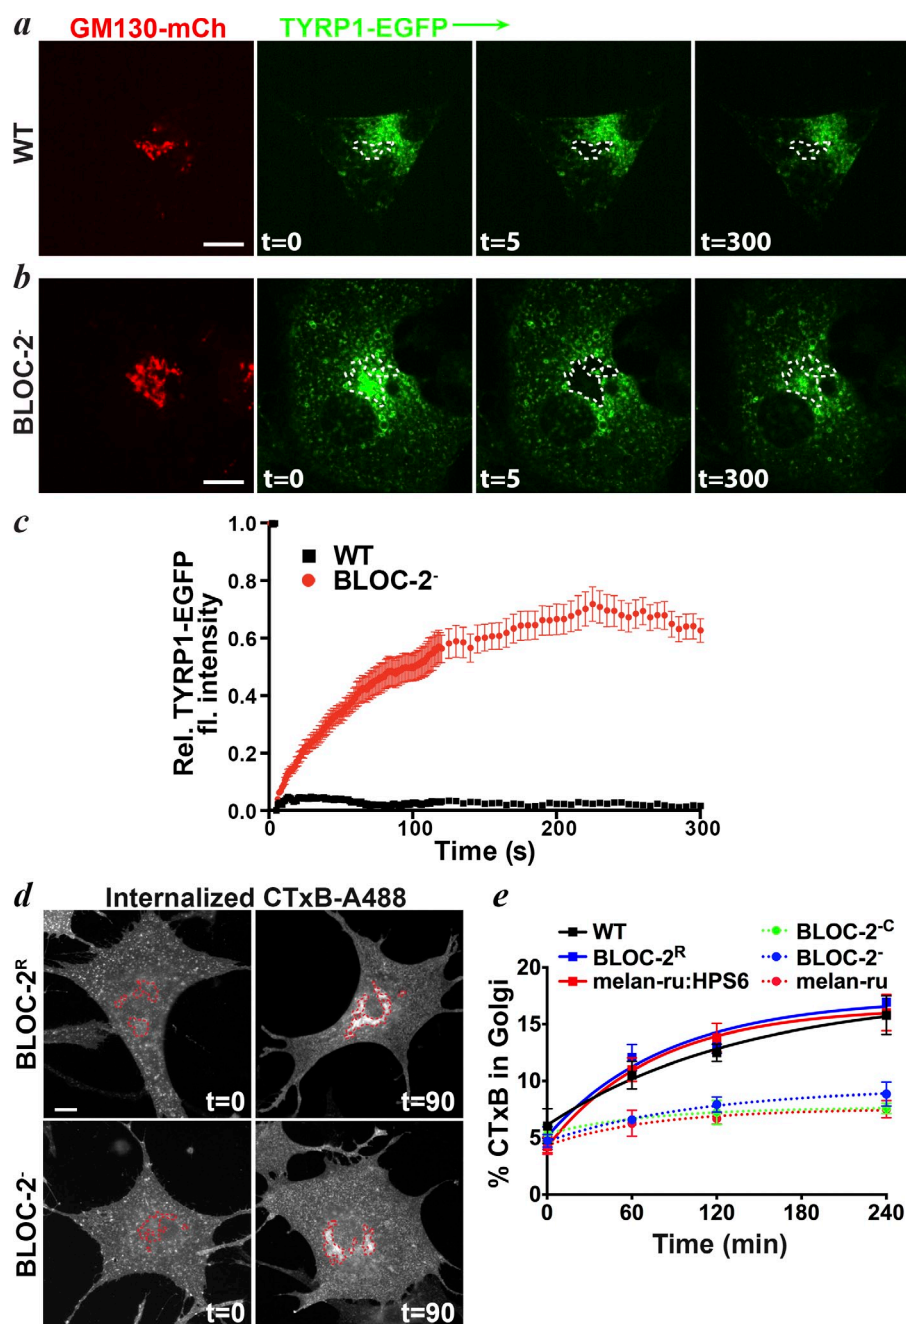 a GM130-mCh TYRP1-EGFP
WT
t=0 t=5 t=300
b
BLOC-2-
t=0 t=5 t=300
c
1.0
0.8
0.6
0.4
0.2
0.0
Rel. TYRP1-EGFP
fl. intensity
WT
BLOC-2-
0 100 200 300
Time (s)
d Internalized CTxB-A488
BLOC-2R
t=0 t=90
BLOC-2-
t=0 t=90
e
WT BLOC-2-C
BLOC-2R BLOC-2-
melan-ru:HPS6 melan-ru
20
15
10
5
0
% CTxB in Golgi
0 60 120 240
Time (min)